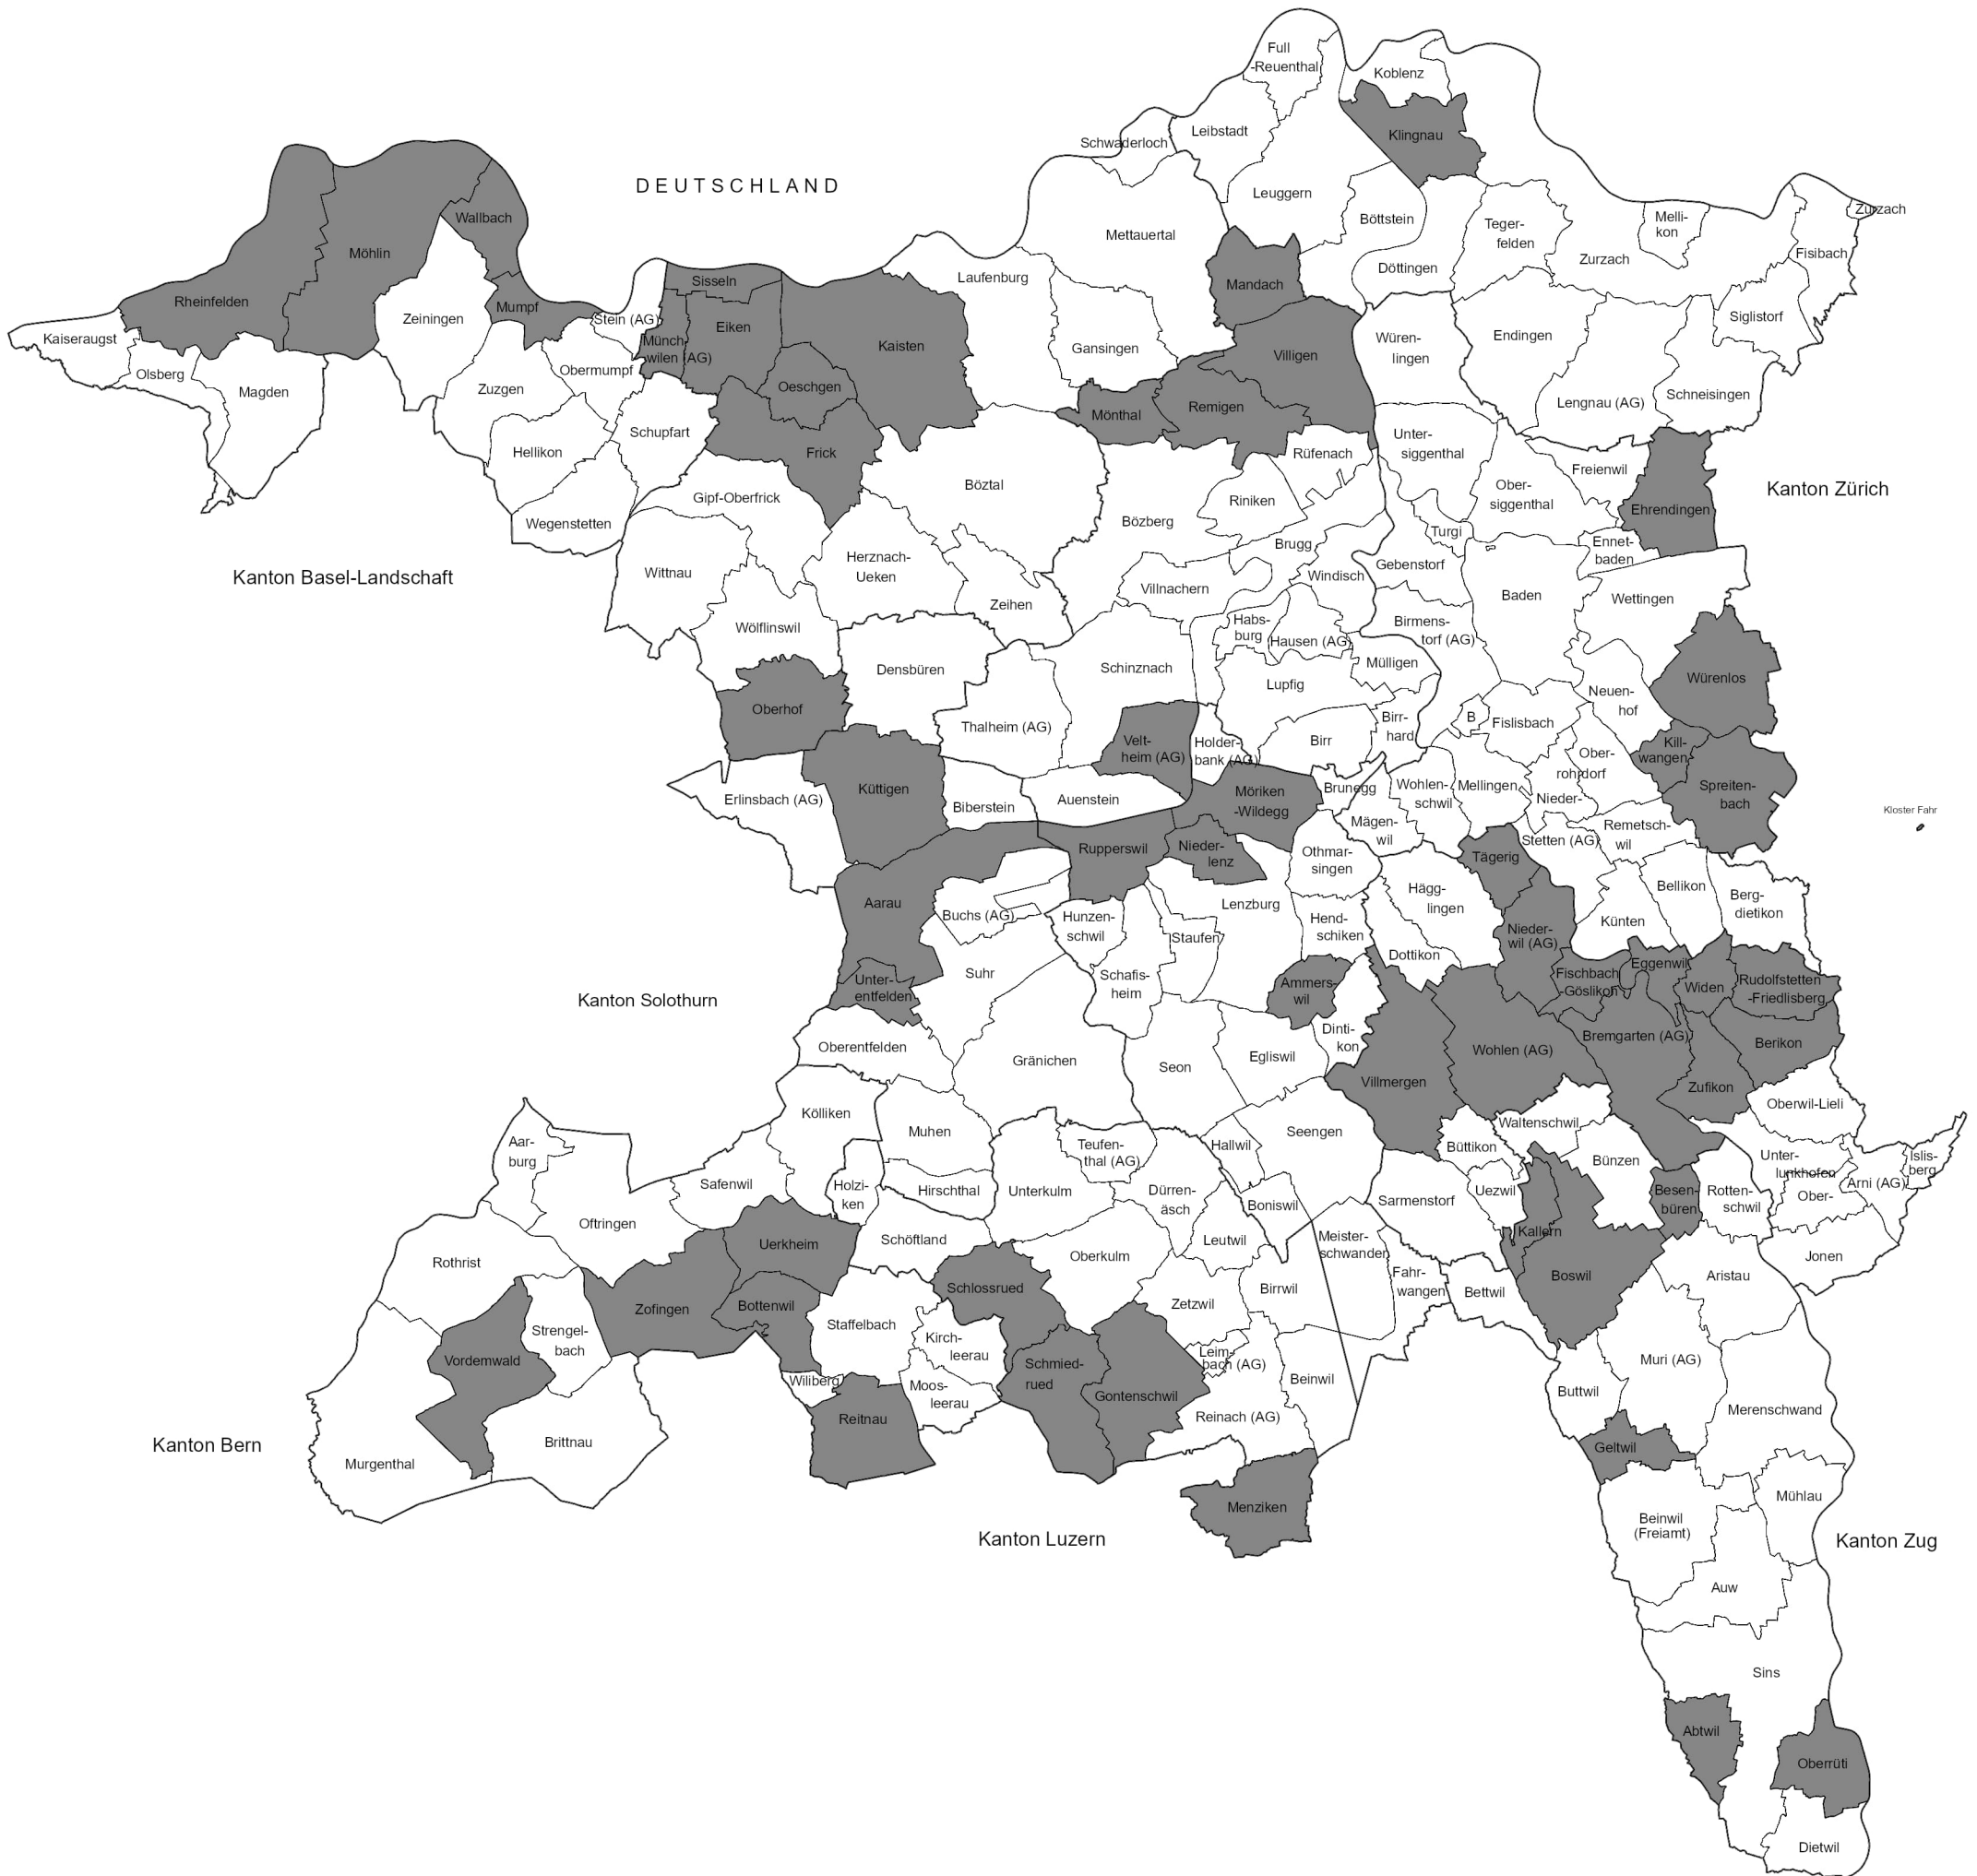 Full
-Reuenthal
Koblenz
Klingnau
Leibstadt
Schwaderloch
DEUTSCHLAND
Leuggern
Zurzach
Melli-
kon
Wallbach
Böttstein
Teger-
felden
Mettauertal
Möhlin
Fisibach
Zurzach
Döttingen
Laufenburg
Sisseln
Mandach
Rheinfelden
Mumpf
Siglistorf
Zeiningen
Stein (AG)
Eiken
Endingen
Kaiseraugst
Münch-
wilen (AG)
Kaisten
Gansingen
Villigen
Würen-
lingen
Olsberg
Obermumpf
Magden
Zuzgen
Oeschgen
Schneisingen
Lengnau (AG)
Remigen
Mönthal
Schupfart
Unter-
siggenthal
Hellikon
Frick
Rüfenach
Freienwil
Kanton Zürich
Gipf-Oberfrick
Böztal
Riniken
Ober-
siggenthal
Ehrendingen
Wegenstetten
Bözberg
Turgi
Brugg
Ennet-
baden
Herznach-
Ueken
Gebenstorf
Kanton Basel-Landschaft
Wittnau
Windisch
Villnachern
Baden
Wettingen
Zeihen
Wölflinswil
Habs-
burg
Hausen (AG)
Birmens-
torf (AG)
Densbüren
Schinznach
Mülligen
Würenlos
Lupfig
Neuen-
hof
Oberhof
Thalheim (AG)
B
Fislisbach
Birr-
hard
Velt-
heim (AG)
Holder-
bank (AG)
Birr
Kill-
wangen
Ober-
rohrdorf
Küttigen
Erlinsbach (AG)
Biberstein
Auenstein
Möriken
-Wildegg
Brunegg
Wohlen-
schwil
Mellingen
Nieder-
Spreiten-
bach
Kloster Fahr
Mägen-
wil
Remetsch-
wil
Stetten (AG)
Rupperswil
Nieder-
lenz
Othmar-
singen
Tägerig
Bellikon
Hägg-
lingen
Berg-
dietikon
Aarau
Buchs (AG)
Hunzen-
schwil
Lenzburg
Hend-
schiken
Künten
Staufen
Nieder-
wil (AG)
Dottikon
Suhr
Schafis-
heim
Ammers-
wil
Fischbach
-Göslikon
Eggenwil
Widen
Rudolfstetten
-Friedlisberg
Unter-
entfelden
Kanton Solothurn
Dinti-
kon
Bremgarten (AG)
Berikon
Oberentfelden
Gränichen
Seon
Egliswil
Wohlen (AG)
Villmergen
Zufikon
Kölliken
Oberwil-Lieli
Muhen
Seengen
Waltenschwil
Aar-
burg
Teufen-
thal (AG)
Hallwil
Büttikon
Bünzen
Unter-
lunkhofen
Islis-
berg
Safenwil
Holzi-
ken
Hirschthal
Unterkulm
Dürren-
äsch
Boniswil
Sarmenstorf
Uezwil
Besen-
büren
Rotten-
schwil
Ober-
Arni (AG)
Oftringen
Uerkheim
Schöftland
Oberkulm
Leutwil
Meister-
schwanden
Kallern
Jonen
Rothrist
Fahr-
wangen
Bettwil
Boswil
Aristau
Schlossrued
Birrwil
Zofingen
Bottenwil
Zetzwil
Staffelbach
Strengel-
bach
Kirch-
leerau
Leim-
bach (AG)
Vordemwald
Schmied-
rued
Muri (AG)
Wiliberg
Moos-
leerau
Gontenschwil
Beinwil
Buttwil
Reitnau
Reinach (AG)
Merenschwand
Kanton Bern
Brittnau
Geltwil
Murgenthal
Menziken
Mühlau
Beinwil
(Freiamt)
Kanton Luzern
Kanton Zug
Auw
Sins
Abtwil
Oberrüti
Dietwil